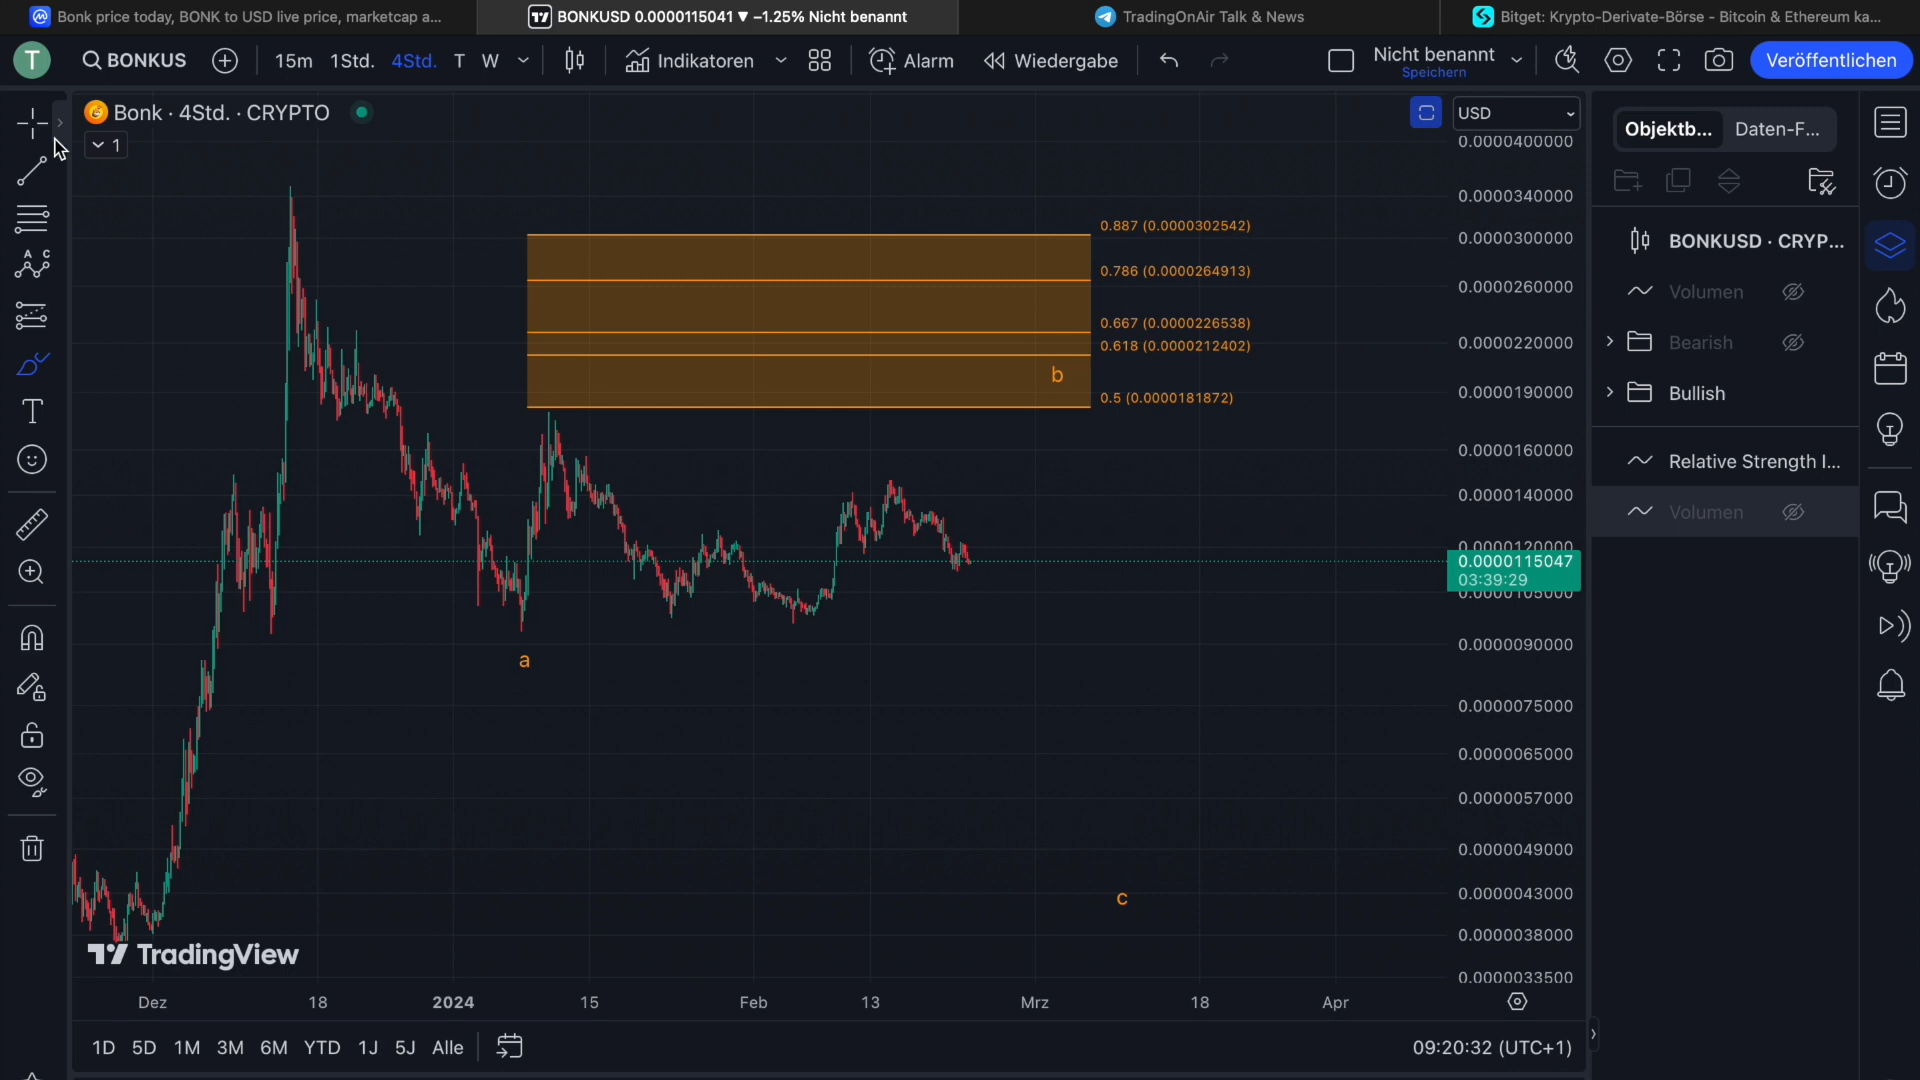 Bonk price today, BONK to USD live price, marketcap a...
BONKUSD 0.0000115041 ▼ −1.25% Nicht benannt
TradingOnAir Talk & News
Bitget: Krypto-Derivate-Börse - Bitcoin & Ethereum ka...
T
BONKUS
15m
1Std.
4Std.
T
W
Indikatoren
Alarm
Wiedergabe
Nicht benannt
Speichern
Veröffentlichen
Bonk · 4Std. · CRYPTO
1
USD
Objektb...
Daten-F...
BONKUSD · CRYP...
Volumen
Bearish
Bullish
Relative Strength I...
Volumen
0.0000400000
0.0000340000
0.0000300000
0.0000260000
0.0000220000
0.0000190000
0.0000160000
0.0000140000
0.0000120000
0.0000115047
03:39:29
0.0000105000
0.0000090000
0.0000075000
0.0000065000
0.0000057000
0.0000049000
0.0000043000
0.0000038000
0.0000033500
0.887 (0.0000302542)
0.786 (0.0000264913)
0.667 (0.0000226538)
0.618 (0.0000212402)
b
0.5 (0.0000181872)
a
c
TradingView
Dez
18
2024
15
Feb
13
Mrz
18
Apr
1D 5D 1M 3M 6M YTD 1J 5J Alle
09:20:32 (UTC+1)